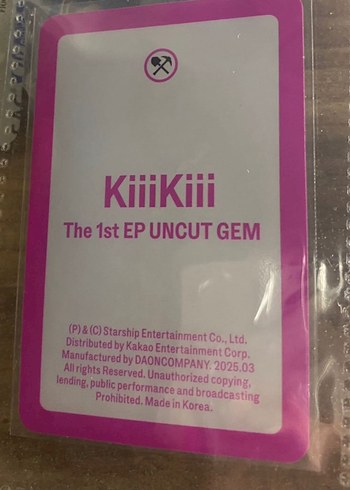 KiiiKiii
The 1st EP UNCUT GEM
(P) & (C) Starship Entertainment Co., Ltd.
Distributed by Kakao Entertainment Corp.
Manufactured by DAONCOMPANY. 2025.03
All rights Reserved. Unauthorized copying,
lending, public performance and broadcasting
Prohibited. Made in Korea.